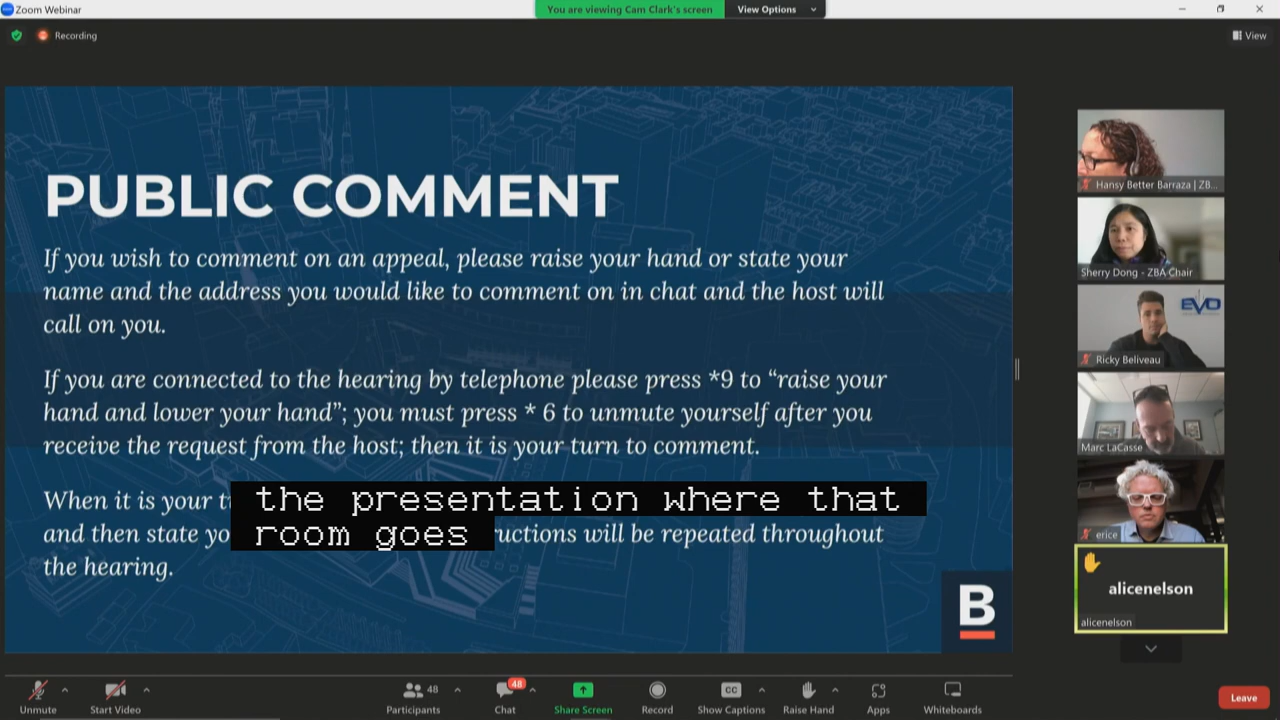 Zoom Webinar
You are viewing Cam Clark's screen
View Options
Recording
View
PUBLIC COMMENT
If you wish to comment on an appeal, please raise your hand or state your
name and the address you would like to comment on in chat and the host will
call on you.
If you are connected to the hearing by telephone please press *9 to “raise your
hand and lower your hand”; you must press * 6 to unmute yourself after you
receive the request from the host; then it is your turn to comment.
When it is your
and then state
ructions will be repeated throughout
the hearing.
the presentation where that
room goes
B
Hansy Better Barraza | ZB...
Sherry Dong - ZBA Chair
EVO
Ricky Beliveau
Marc LaCasse
erice
alicenelson
alicenelson
Unmute
Start Video
48
Participants
48
Chat
Share Screen
Record
CC
Show Captions
Raise Hand
Apps
Whiteboards
Leave